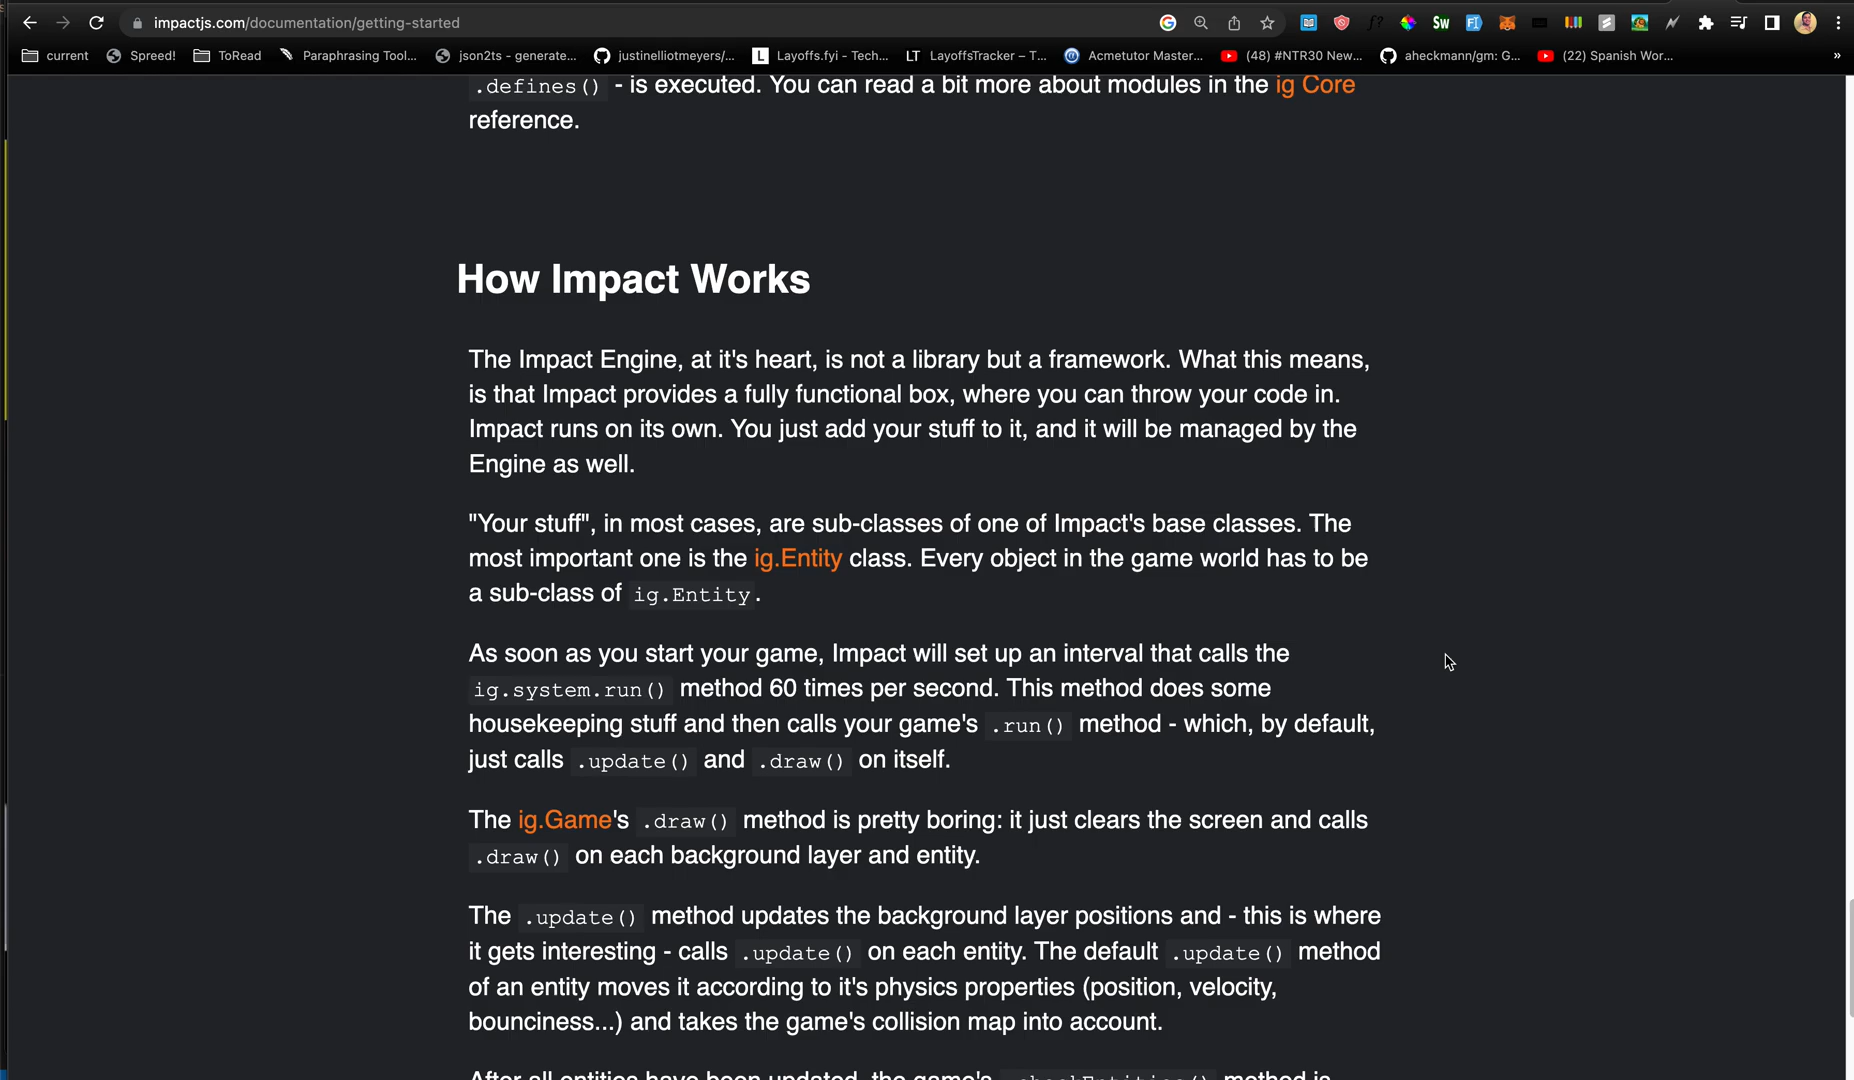 impactjs.com/documentation/getting-started
current Spreed! ToRead Paraphrasing Tool... json2ts - generate... justinelliotmeyers/... Layoffs.fyi - Tech... LayoffsTracker – T... Acmetutor Master... (48) #NTR30 New... aheckmann/gm: G... (22) Spanish Wor... »
.defines() - is executed. You can read a bit more about modules in the ig Core
reference.
How Impact Works
The Impact Engine, at it's heart, is not a library but a framework. What this means,
is that Impact provides a fully functional box, where you can throw your code in.
Impact runs on its own. You just add your stuff to it, and it will be managed by the
Engine as well.
"Your stuff", in most cases, are sub-classes of one of Impact's base classes. The
most important one is the ig.Entity class. Every object in the game world has to be
a sub-class of ig.Entity.
As soon as you start your game, Impact will set up an interval that calls the
ig.system.run() method 60 times per second. This method does some
housekeeping stuff and then calls your game's .run() method - which, by default,
just calls .update() and .draw() on itself.
The ig.Game's .draw() method is pretty boring: it just clears the screen and calls
.draw() on each background layer and entity.
The .update() method updates the background layer positions and - this is where
it gets interesting - calls .update() on each entity. The default .update() method
of an entity moves it according to it's physics properties (position, velocity,
bounciness...) and takes the game's collision map into account.
After all entities have been updated, the game's .checkEntities() method is